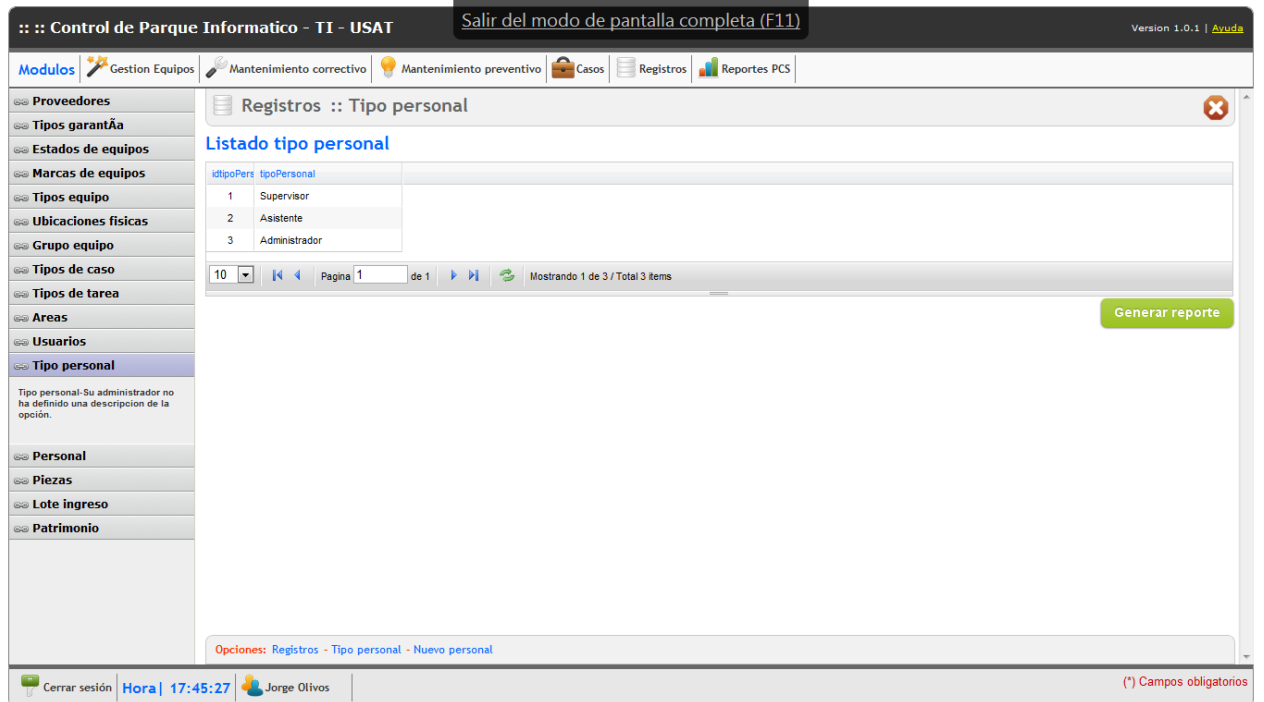 Salir del modo de pantalla completa (F11)
:: :: Control de Parque Informatico - TI - USAT
Version 1.0.1 | Ayuda
Modulos Gestion Equipos Mantenimiento correctivo Mantenimiento preventivo Casos Registros Reportes PCS
Proveedores
Tipos garantÃa
Estados de equipos
Marcas de equipos
Tipos equipo
Ubicaciones fisicas
Grupo equipo
Tipos de caso
Tipos de tarea
Areas
Usuarios
Tipo personal
Tipo personal-Su administrador no
ha definido una descripcion de la
opción.
Personal
Piezas
Lote ingreso
Patrimonio
Registros :: Tipo personal
Listado tipo personal
idtipoPers tipoPersonal
1 Supervisor
2 Asistente
3 Administrador
10 Pagina 1 de 1 Mostrando 1 de 3 / Total 3 items
Generar reporte
Opciones: Registros - Tipo personal - Nuevo personal
Cerrar sesión Hora| 17:45:27 Jorge Olivos
(*) Campos obligatorios